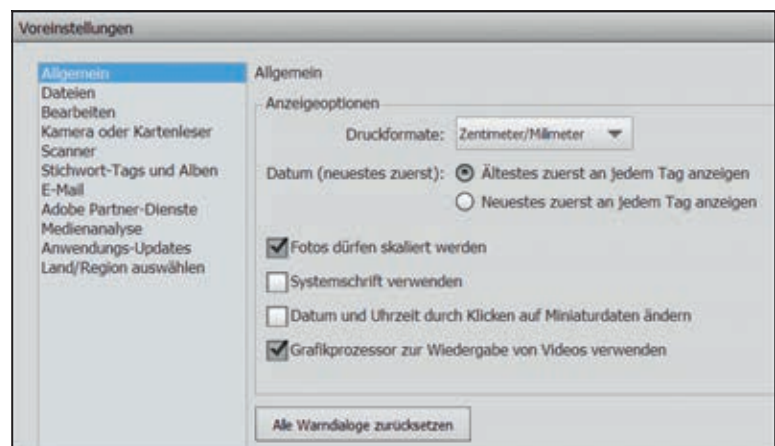 Voreinstellungen
Allgemein
Dateien
Bearbeiten
Kamera oder Kartenleser
Scanner
Stichwort-Tags und Alben
E-Mail
Adobe Partner-Dienste
Medienanalyse
Anwendungs-Updates
Land/Region auswählen
Allgemein
Anzeigeoptionen
Druckformate: Zentimeter/Millimeter
Datum (neuestes zuerst): Ältestes zuerst an jedem Tag anzeigen
Neuestes zuerst an jedem Tag anzeigen
Fotos dürfen skaliert werden
Systemschrift verwenden
Datum und Uhrzeit durch Klicken auf Miniaturdaten ändern
Grafikprozessor zur Wiedergabe von Videos verwenden
Alle Warndialoge zurücksetzen